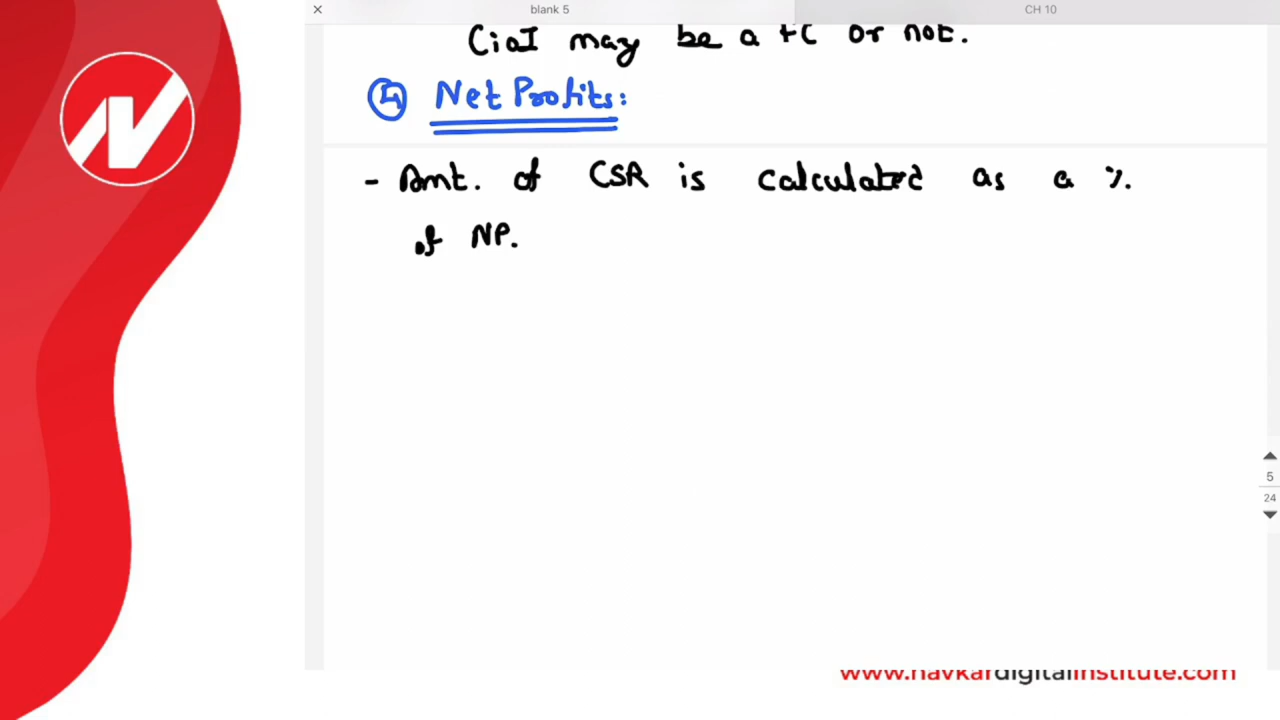 blank 5
CH 10
CioI may be a FC or not.
④ Net Profits:
- Amt. of CSR is calculated as a %.
of NP.
5
24
www.navkardigitalinstitute.com